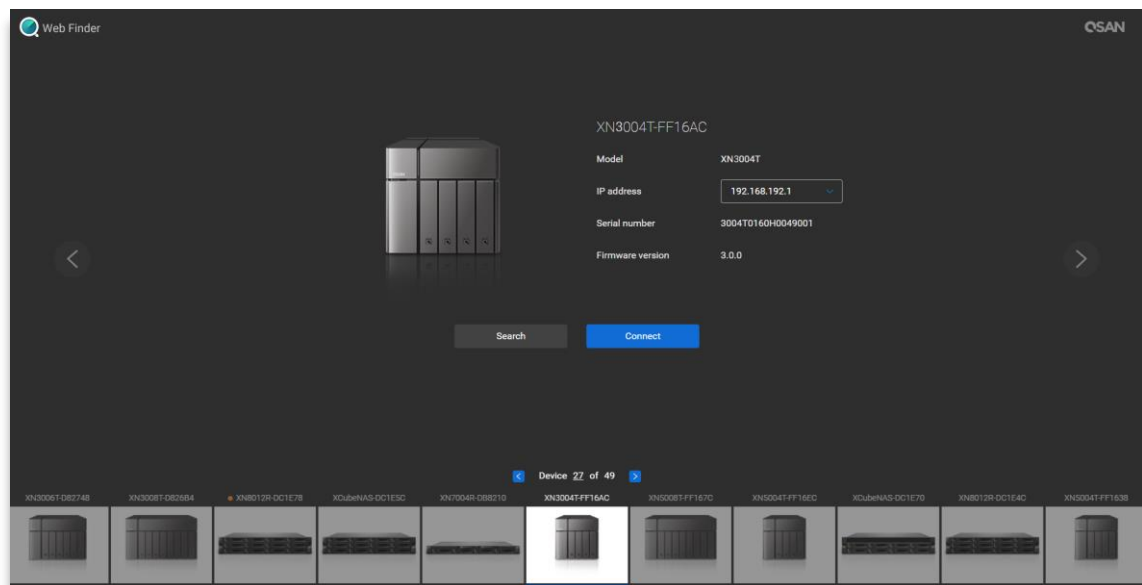 Web Finder
QSAN
XN3004T-FF16AC
Model XN3004T
IP address 192.168.192.1
Serial number 3004T0160H0049001
Firmware version 3.0.0
Search Connect
Device 27 of 49
XN3006T-D82748 XN3008T-D826B4 XN8012R-DC1E78 XCubeNAS-DC1E5C XN7004R-DB8210 XN3004T-FF16AC XN5008T-FF167C XN5004T-FF16EC XCubeNAS-DC1E70 XN8012R-DC1E4C XN5004T-FF1638